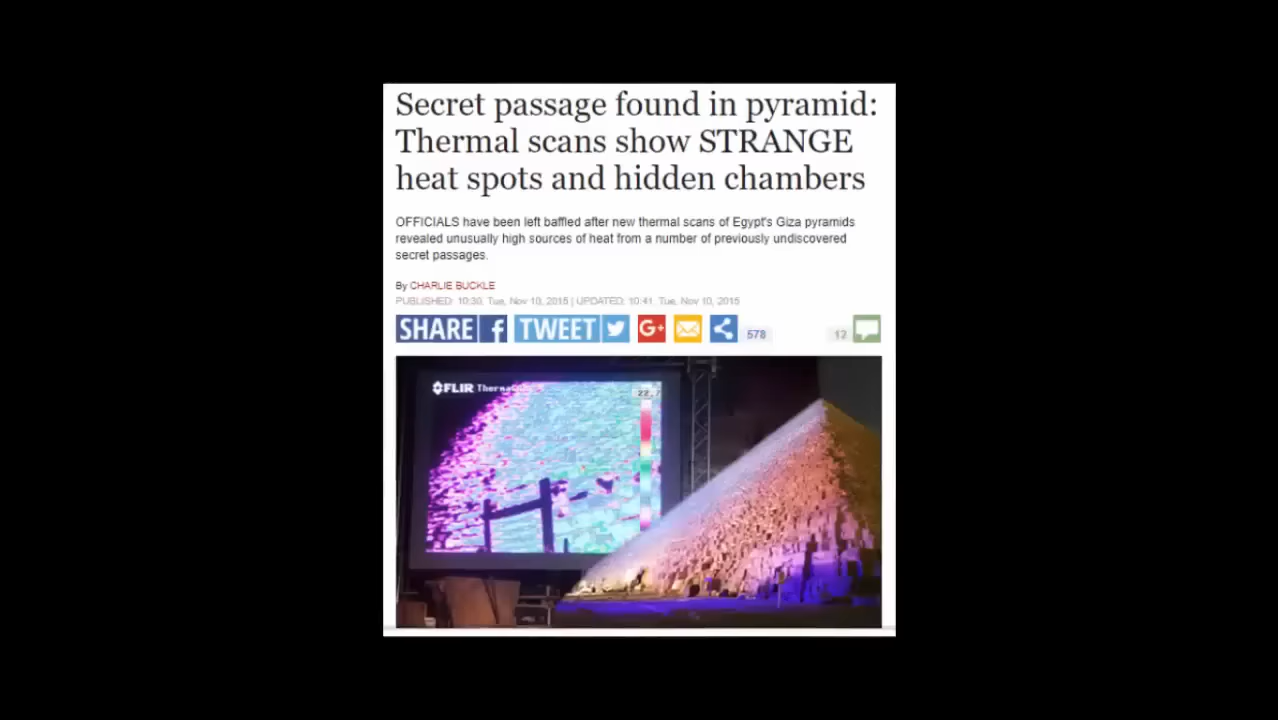 Secret passage found in pyramid:
Thermal scans show STRANGE
heat spots and hidden chambers
OFFICIALS have been left baffled after new thermal scans of Egypt's Giza pyramids
revealed unusually high sources of heat from a number of previously undiscovered
secret passages.
By CHARLIE BUCKLE
PUBLISHED: 10:30, Tue, Nov 10, 2015 | UPDATED: 10:41, Tue, Nov 10, 2015
SHARE f TWEET G+ 578 12
FLIR
22.7